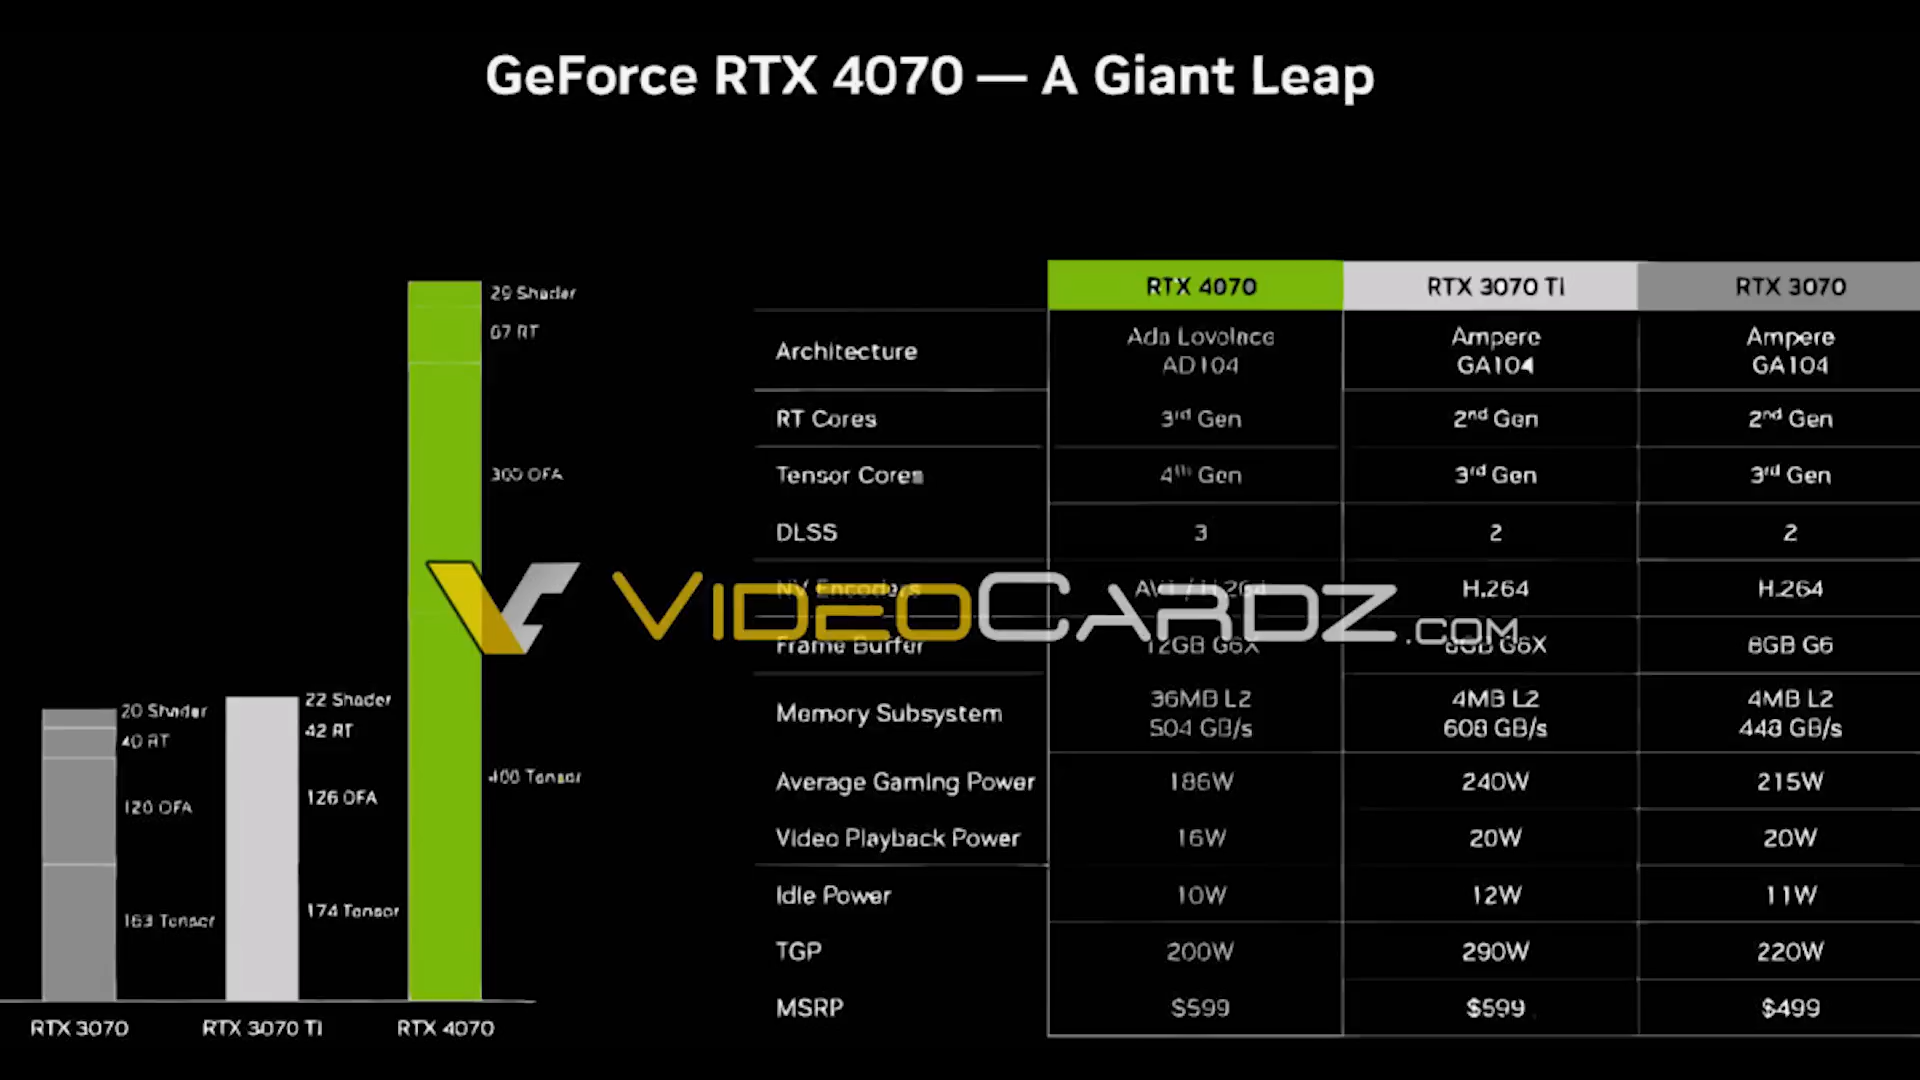 GeForce RTX 4070 — A Giant Leap
29 Shader
67 RT
300 OFA
400 Tensor
20 Shader
40 RT
120 OFA
163 Tensor
22 Shader
42 RT
126 OFA
174 Tensor
RTX 3070 RTX 3070 Ti RTX 4070
RTX 4070 RTX 3070 Ti RTX 3070
Architecture Ada Lovelace AD104 Ampere GA104 Ampere GA104
RT Cores 3rd Gen 2nd Gen 2nd Gen
Tensor Cores 4th Gen 3rd Gen 3rd Gen
DLSS 3 2 2
NV Encoders AV1 / H.264 H.264 H.264
Frame Buffer 12GB G6X 8GB G6X 8GB G6
Memory Subsystem 36MB L2 504 GB/s 4MB L2 608 GB/s 4MB L2 448 GB/s
Average Gaming Power 186W 240W 215W
Video Playback Power 16W 20W 20W
Idle Power 10W 12W 11W
TGP 200W 290W 220W
MSRP $599 $599 $499
VIDEOCARDZ.COM